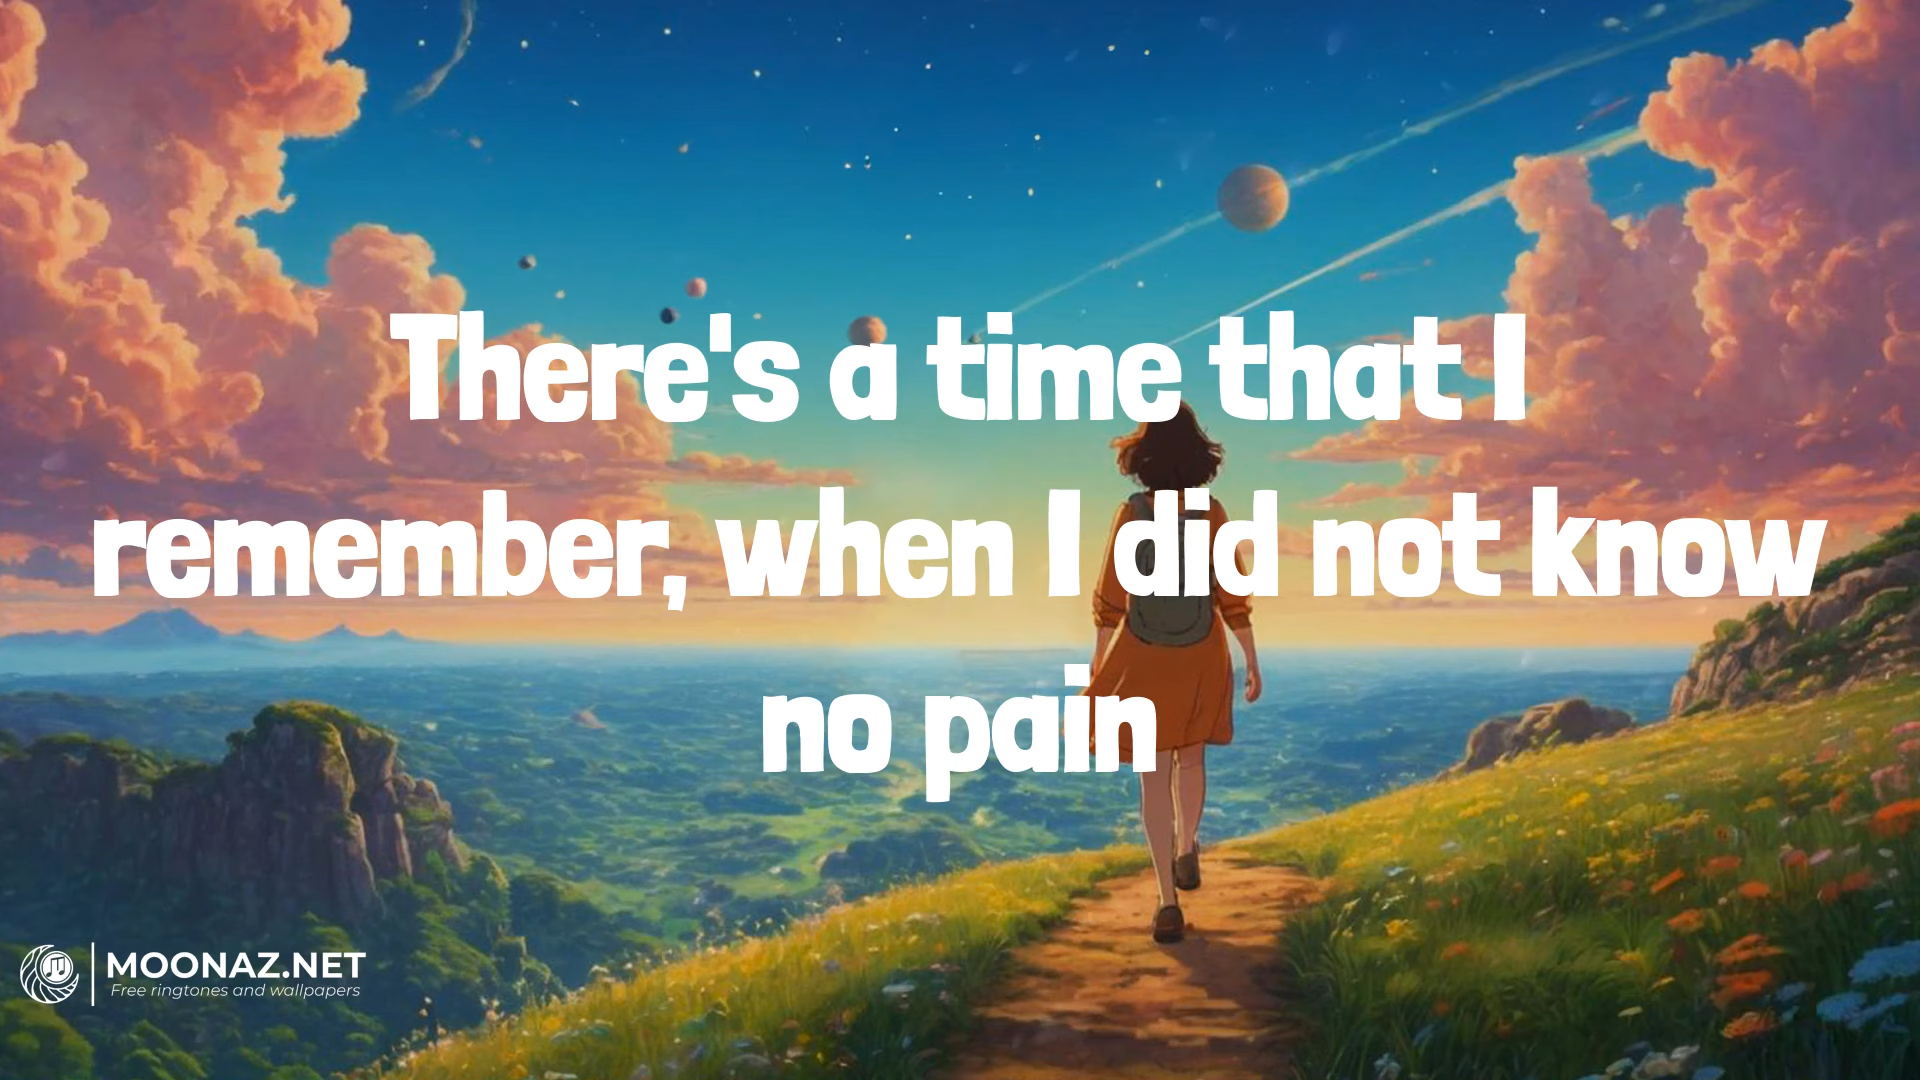 There's a time that I
remember, when I did not know
no pain
MOONAZ.NET
Free ringtones and wallpapers